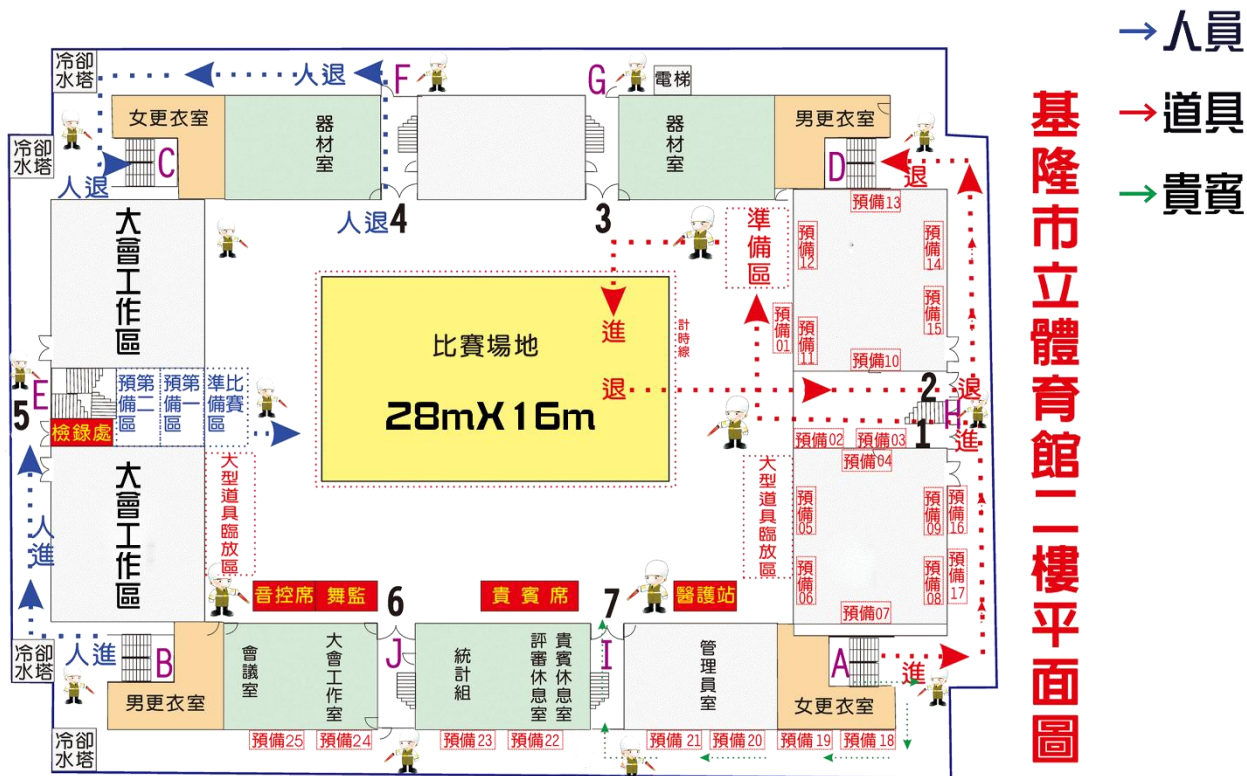 人員
道具
貴賓
基隆市立體育館二樓平面圖
冷卻水塔
人退
F
G
電梯
女更衣室
器材室
器材室
男更衣室
冷卻水塔
C
D
人退
退
人退
4
3
準備區
預備13
預備12
預備14
預備15
預備01
預備11
預備10
大會工作區
比賽場地
28mX16m
計時線
進
退
2
退
H
1
進
5
E
第二預備區
第一預備區
比賽準備區
檢錄處
預備02
預備03
預備04
大會工作區
大型道具臨放區
大型道具臨放區
預備05
預備09
預備16
預備06
預備08
預備17
預備07
人進
音控席
舞監
6
貴賓席
7
醫護站
冷卻水塔
人進
B
J
I
A
進
會議室
大會工作室
統計組
貴賓休息室
評審休息室
管理員室
男更衣室
女更衣室
冷卻水塔
預備25
預備24
預備23
預備22
預備21
預備20
預備19
預備18